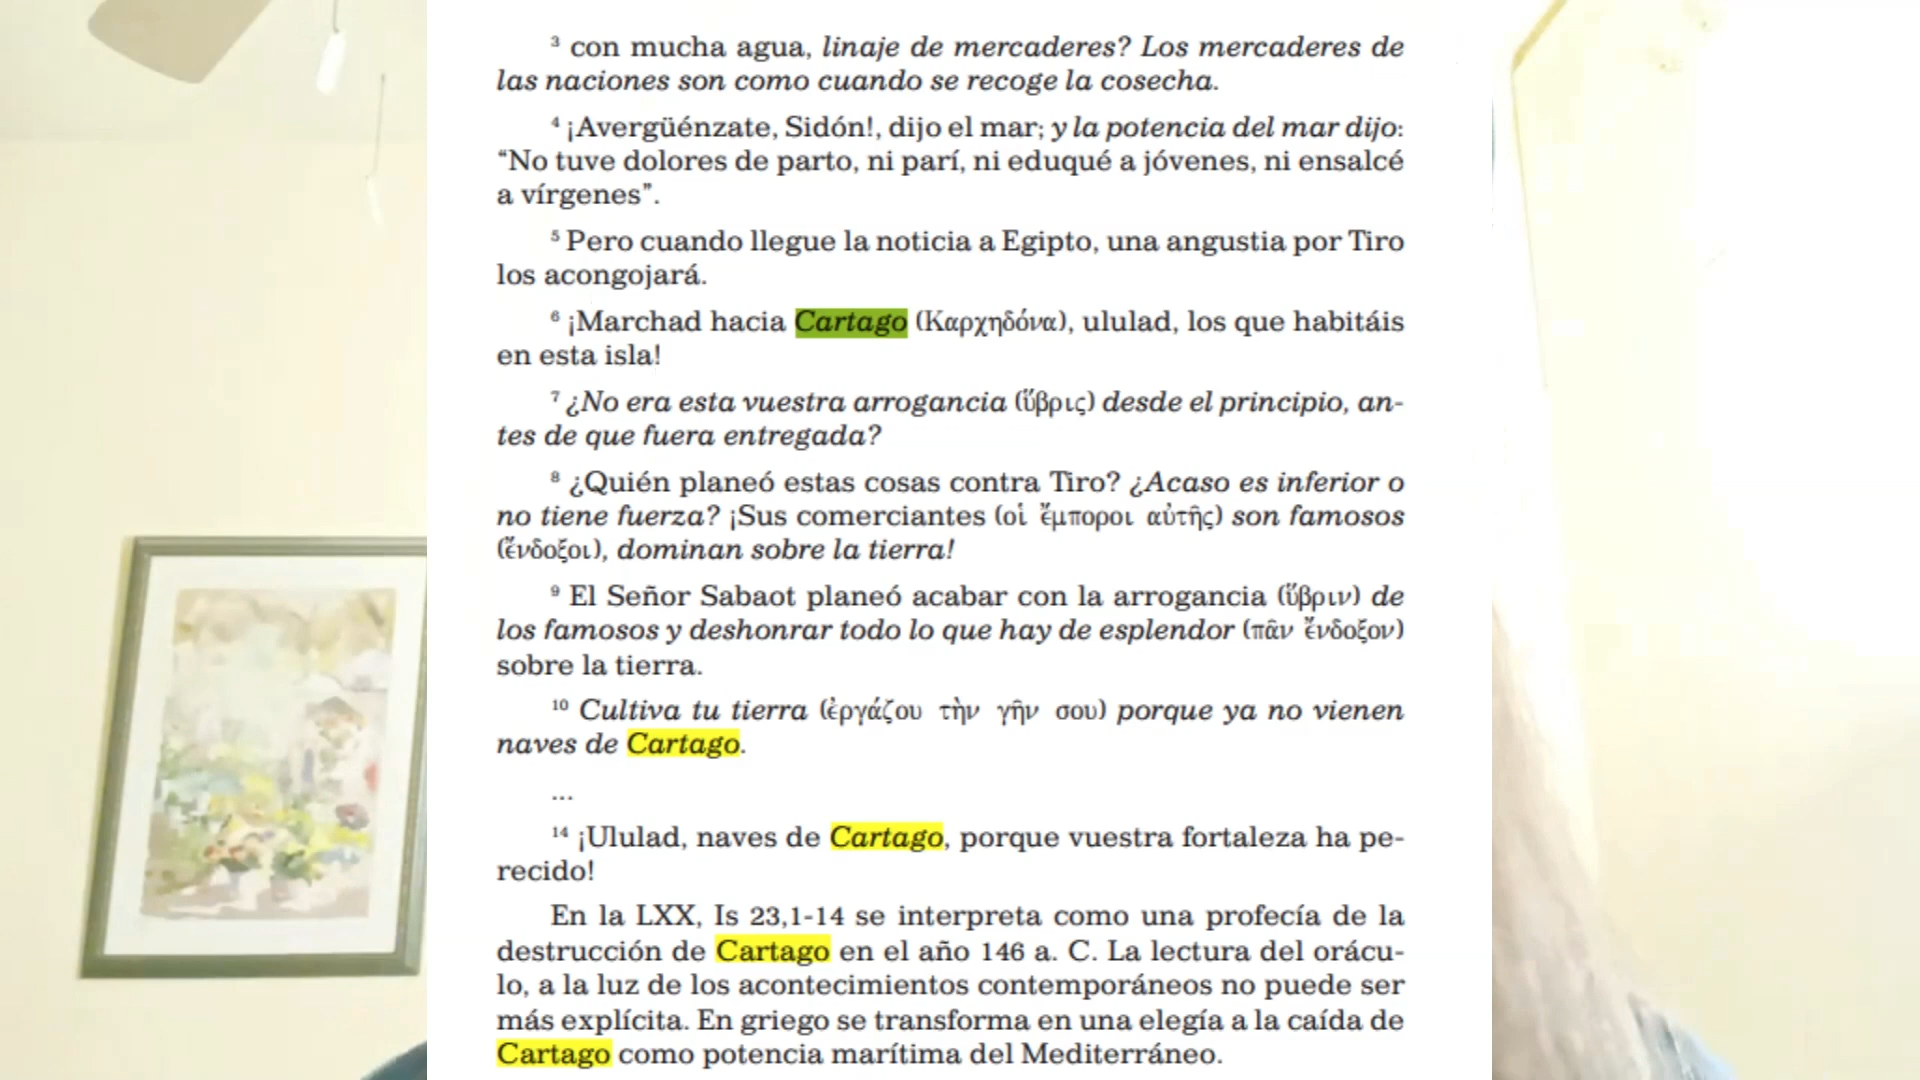 ³ con mucha agua, linaje de mercaderes? Los mercaderes de
las naciones son como cuando se recoge la cosecha.
⁴ ¡Avergüénzate, Sidón!, dijo el mar; y la potencia del mar dijo:
“No tuve dolores de parto, ni parí, ni eduqué a jóvenes, ni ensalcé
a vírgenes”.
⁵ Pero cuando llegue la noticia a Egipto, una angustia por Tiro
los acongojará.
⁶ ¡Marchad hacia Cartago (Καρχηδόνα), ululad, los que habitáis
en esta isla!
⁷ ¿No era esta vuestra arrogancia (ὕβρις) desde el principio, an-
tes de que fuera entregada?
⁸ ¿Quién planeó estas cosas contra Tiro? ¿Acaso es inferior o
no tiene fuerza? ¡Sus comerciantes (οἱ ἔμποροι αὐτῆς) son famosos
(ἔνδοξοι), dominan sobre la tierra!
⁹ El Señor Sabaot planeó acabar con la arrogancia (ὕβριν) de
los famosos y deshonrar todo lo que hay de esplendor (πᾶν ἔνδοξον)
sobre la tierra.
¹⁰ Cultiva tu tierra (ἐργάζου τὴν γῆν σου) porque ya no vienen
naves de Cartago.
...
¹⁴ ¡Ululad, naves de Cartago, porque vuestra fortaleza ha pe-
recido!
En la LXX, Is 23,1-14 se interpreta como una profecía de la
destrucción de Cartago en el año 146 a. C. La lectura del orácu-
lo, a la luz de los acontecimientos contemporáneos no puede ser
más explícita. En griego se transforma en una elegía a la caída de
Cartago como potencia marítima del Mediterráneo.